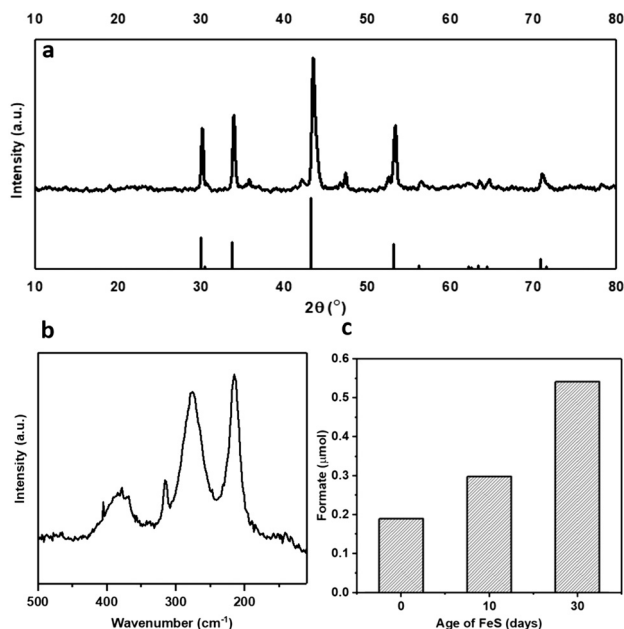 10 20 30 40 50 60 70 80
a
Intensity (a.u.)
10 20 30 40 50 60 70 80
2θ (°)
b
Intensity (a.u.)
500 400 300 200
Wavenumber (cm⁻¹)
c
Formate (μmol)
0.6
0.5
0.4
0.3
0.2
0.1
0.0
0 10 30
Age of FeS (days)